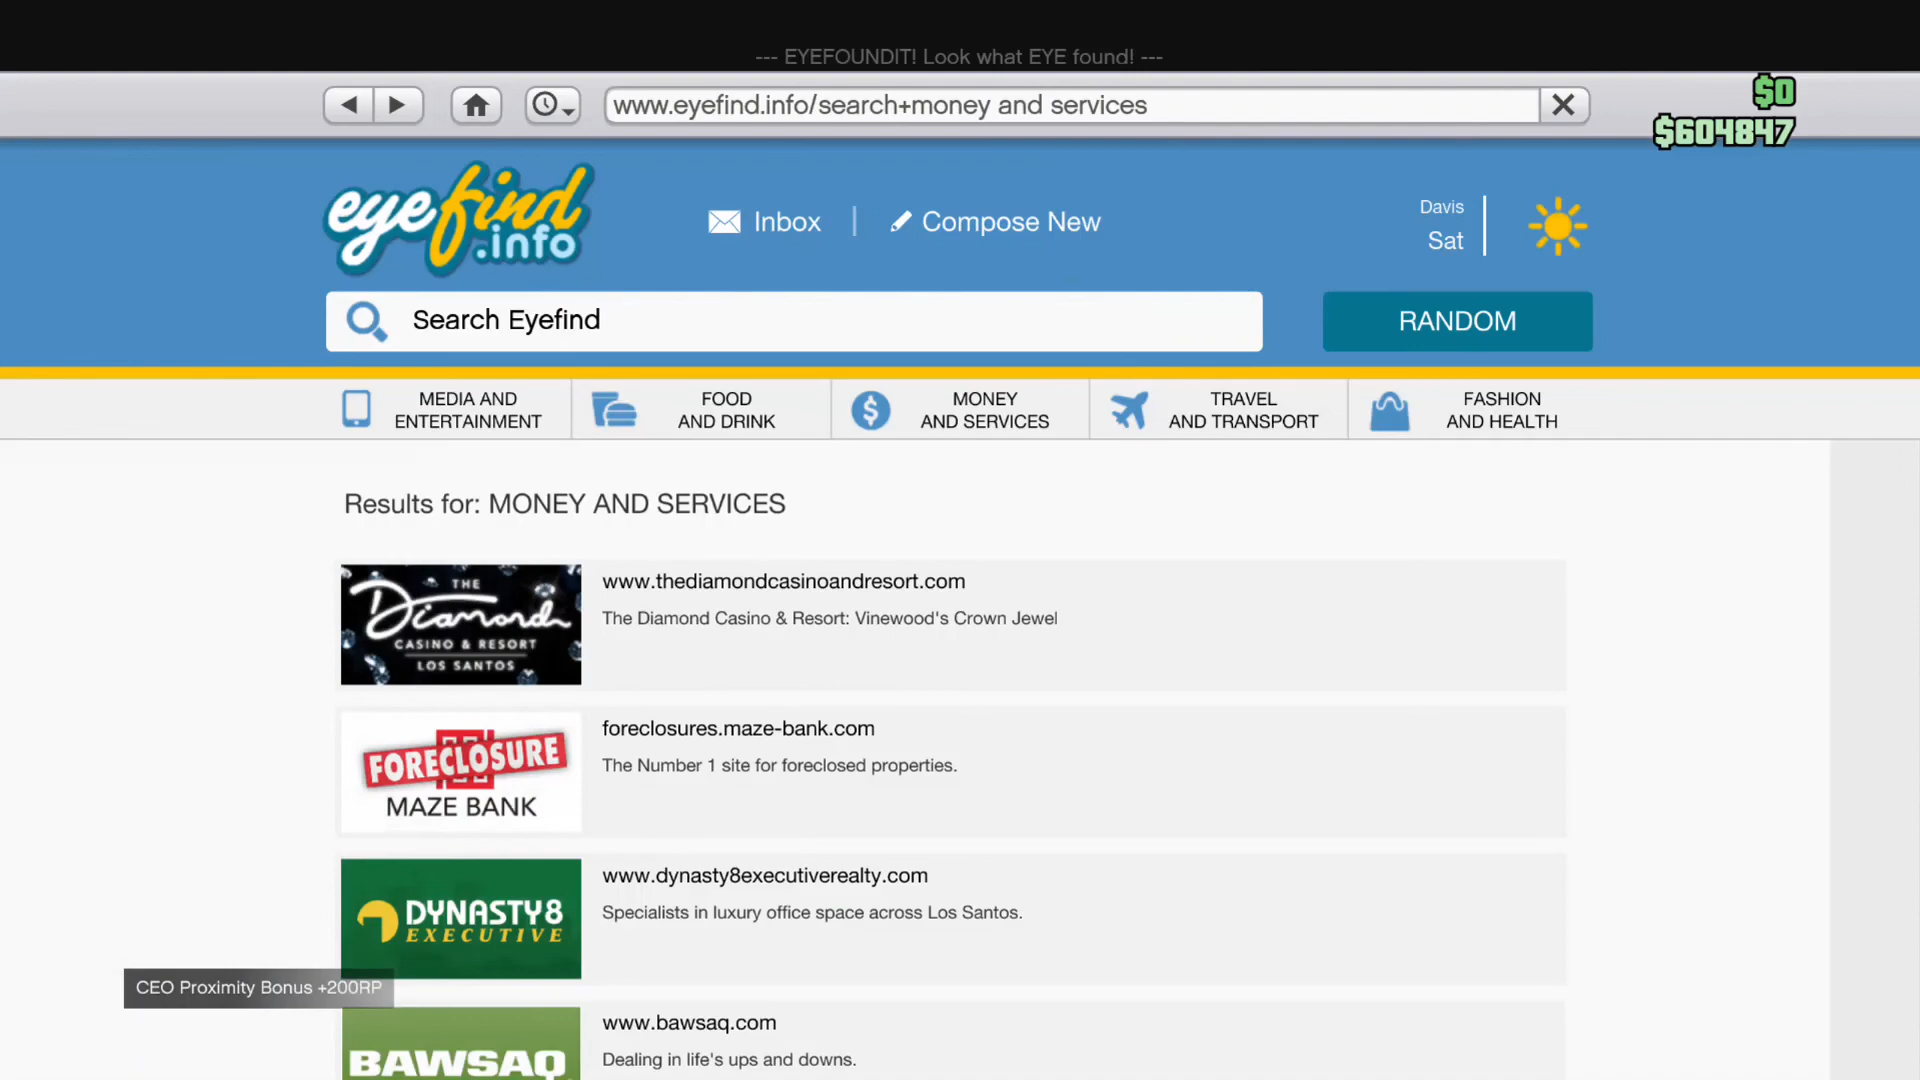 --- EYEFOUNDIT! Look what EYE found! ---
www.eyefind.info/search+money and services
$0
$604847
eyefind
.info
Inbox
Compose New
Davis
Sat
Search Eyefind
RANDOM
MEDIA AND
ENTERTAINMENT
FOOD
AND DRINK
MONEY
AND SERVICES
TRAVEL
AND TRANSPORT
FASHION
AND HEALTH
Results for: MONEY AND SERVICES
THE
Diamond
CASINO & RESORT
LOS SANTOS
www.thediamondcasinoandresort.com
The Diamond Casino & Resort: Vinewood's Crown Jewel
FORECLOSURE
MAZE BANK
foreclosures.maze-bank.com
The Number 1 site for foreclosed properties.
DYNASTY8
EXECUTIVE
www.dynasty8executiverealty.com
Specialists in luxury office space across Los Santos.
CEO Proximity Bonus +200RP
BAWSAQ
www.bawsaq.com
Dealing in life's ups and downs.